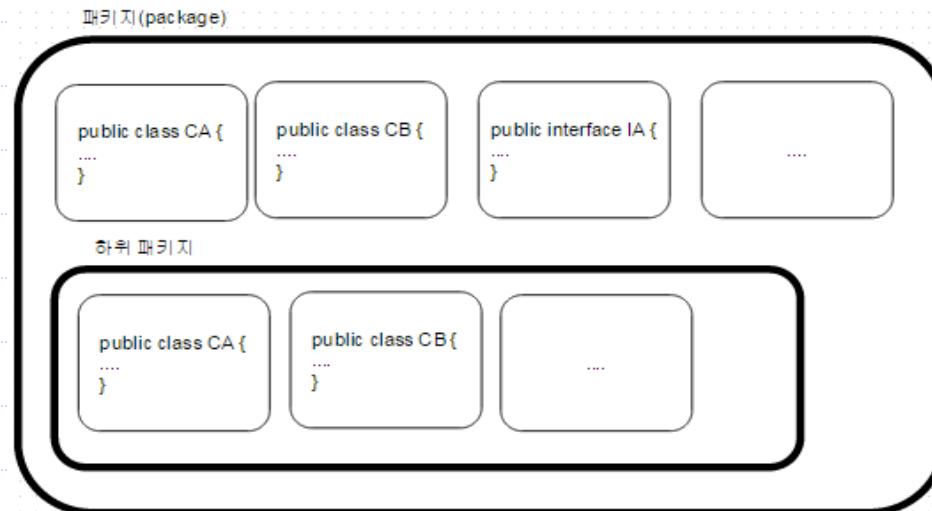 패키지(package)
public class CA {
....
}
public class CB {
....
}
public interface IA {
....
}
....
하위 패키지
public class CA {
....
}
public class CB {
....
}
....